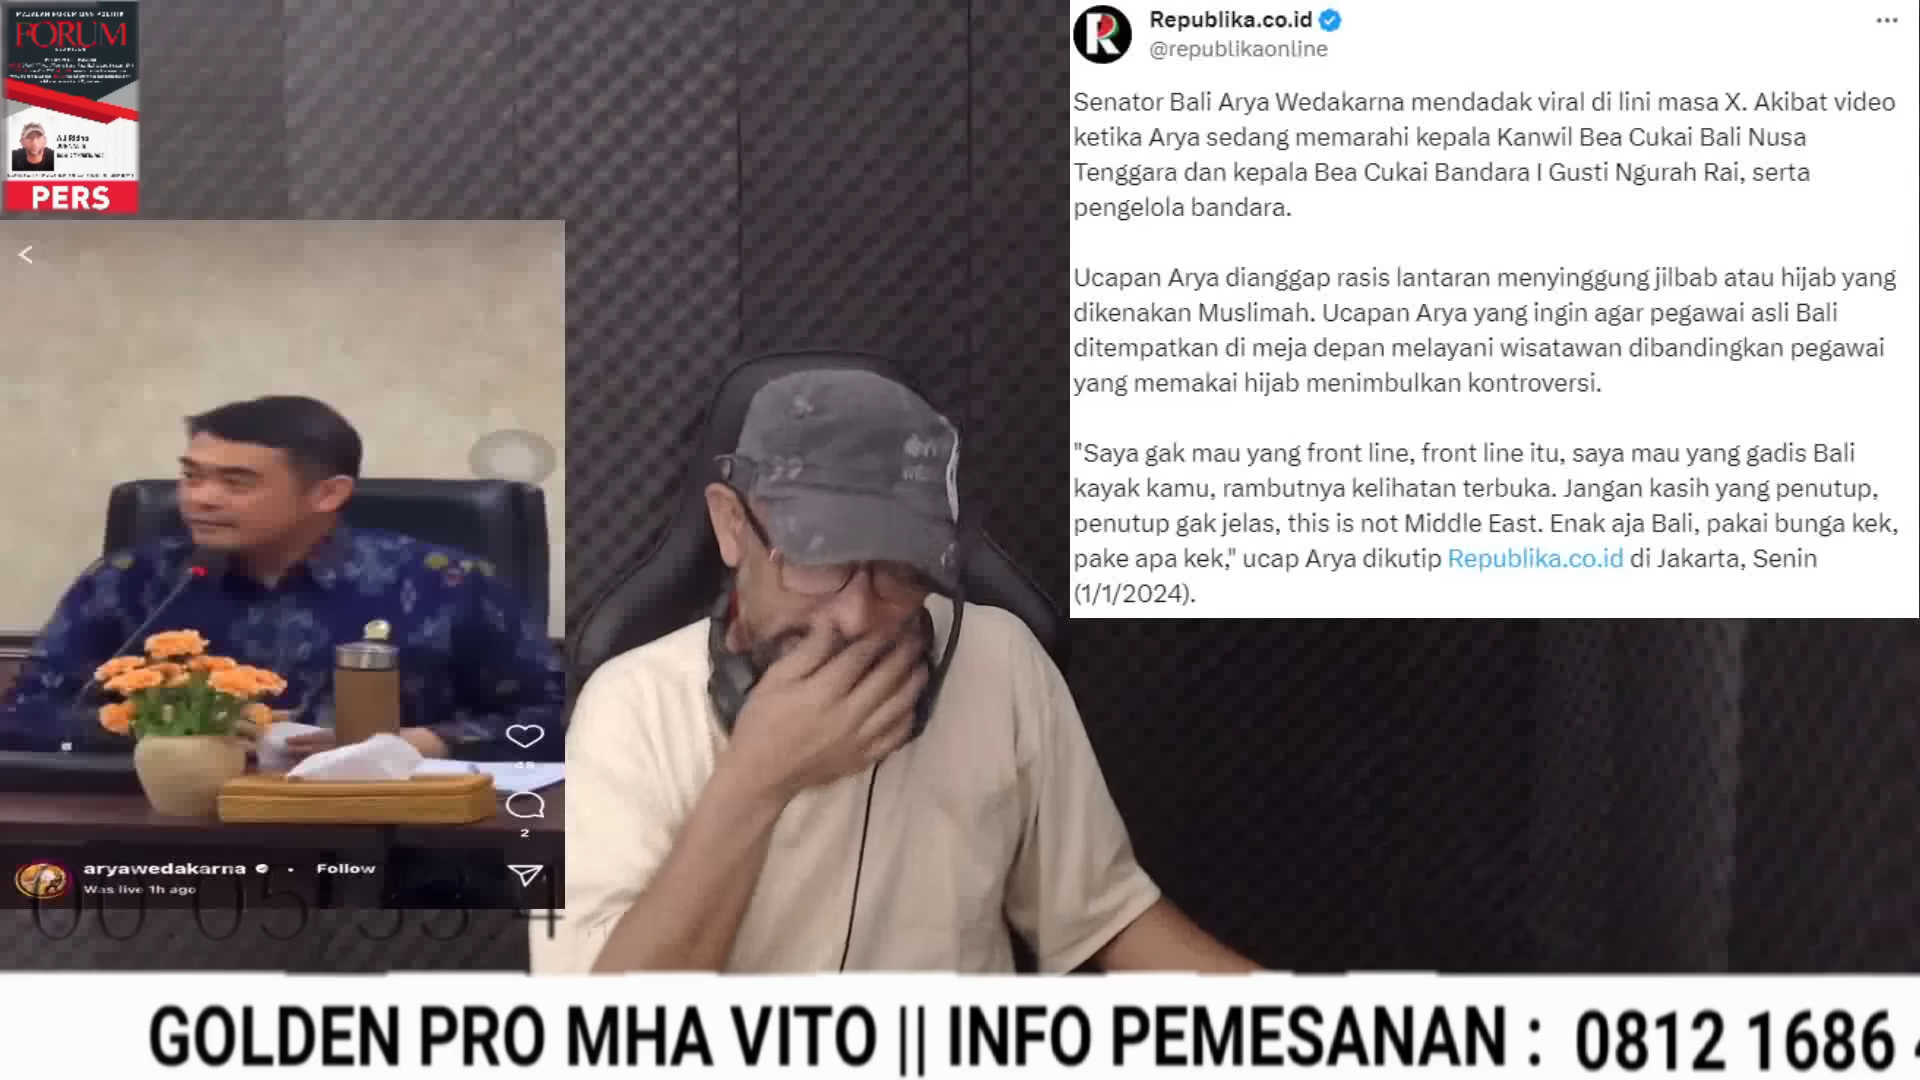 FORUM
PERS
aryawedakarna
Follow
Was live 1h ago
2
Republika.co.id
@republikaonline
Senator Bali Arya Wedakarna mendadak viral di lini masa X. Akibat video
ketika Arya sedang memarahi kepala Kanwil Bea Cukai Bali Nusa
Tenggara dan kepala Bea Cukai Bandara I Gusti Ngurah Rai, serta
pengelola bandara.
Ucapan Arya dianggap rasis lantaran menyinggung jilbab atau hijab yang
dikenakan Muslimah. Ucapan Arya yang ingin agar pegawai asli Bali
ditempatkan di meja depan melayani wisatawan dibandingkan pegawai
yang memakai hijab menimbulkan kontroversi.
"Saya gak mau yang front line, front line itu, saya mau yang gadis Bali
kayak kamu, rambutnya kelihatan terbuka. Jangan kasih yang penutup,
penutup gak jelas, this is not Middle East. Enak aja Bali, pakai bunga kek,
pake apa kek," ucap Arya dikutip Republika.co.id di Jakarta, Senin
(1/1/2024).
GOLDEN PRO MHA VITO || INFO PEMESANAN : 0812 1686